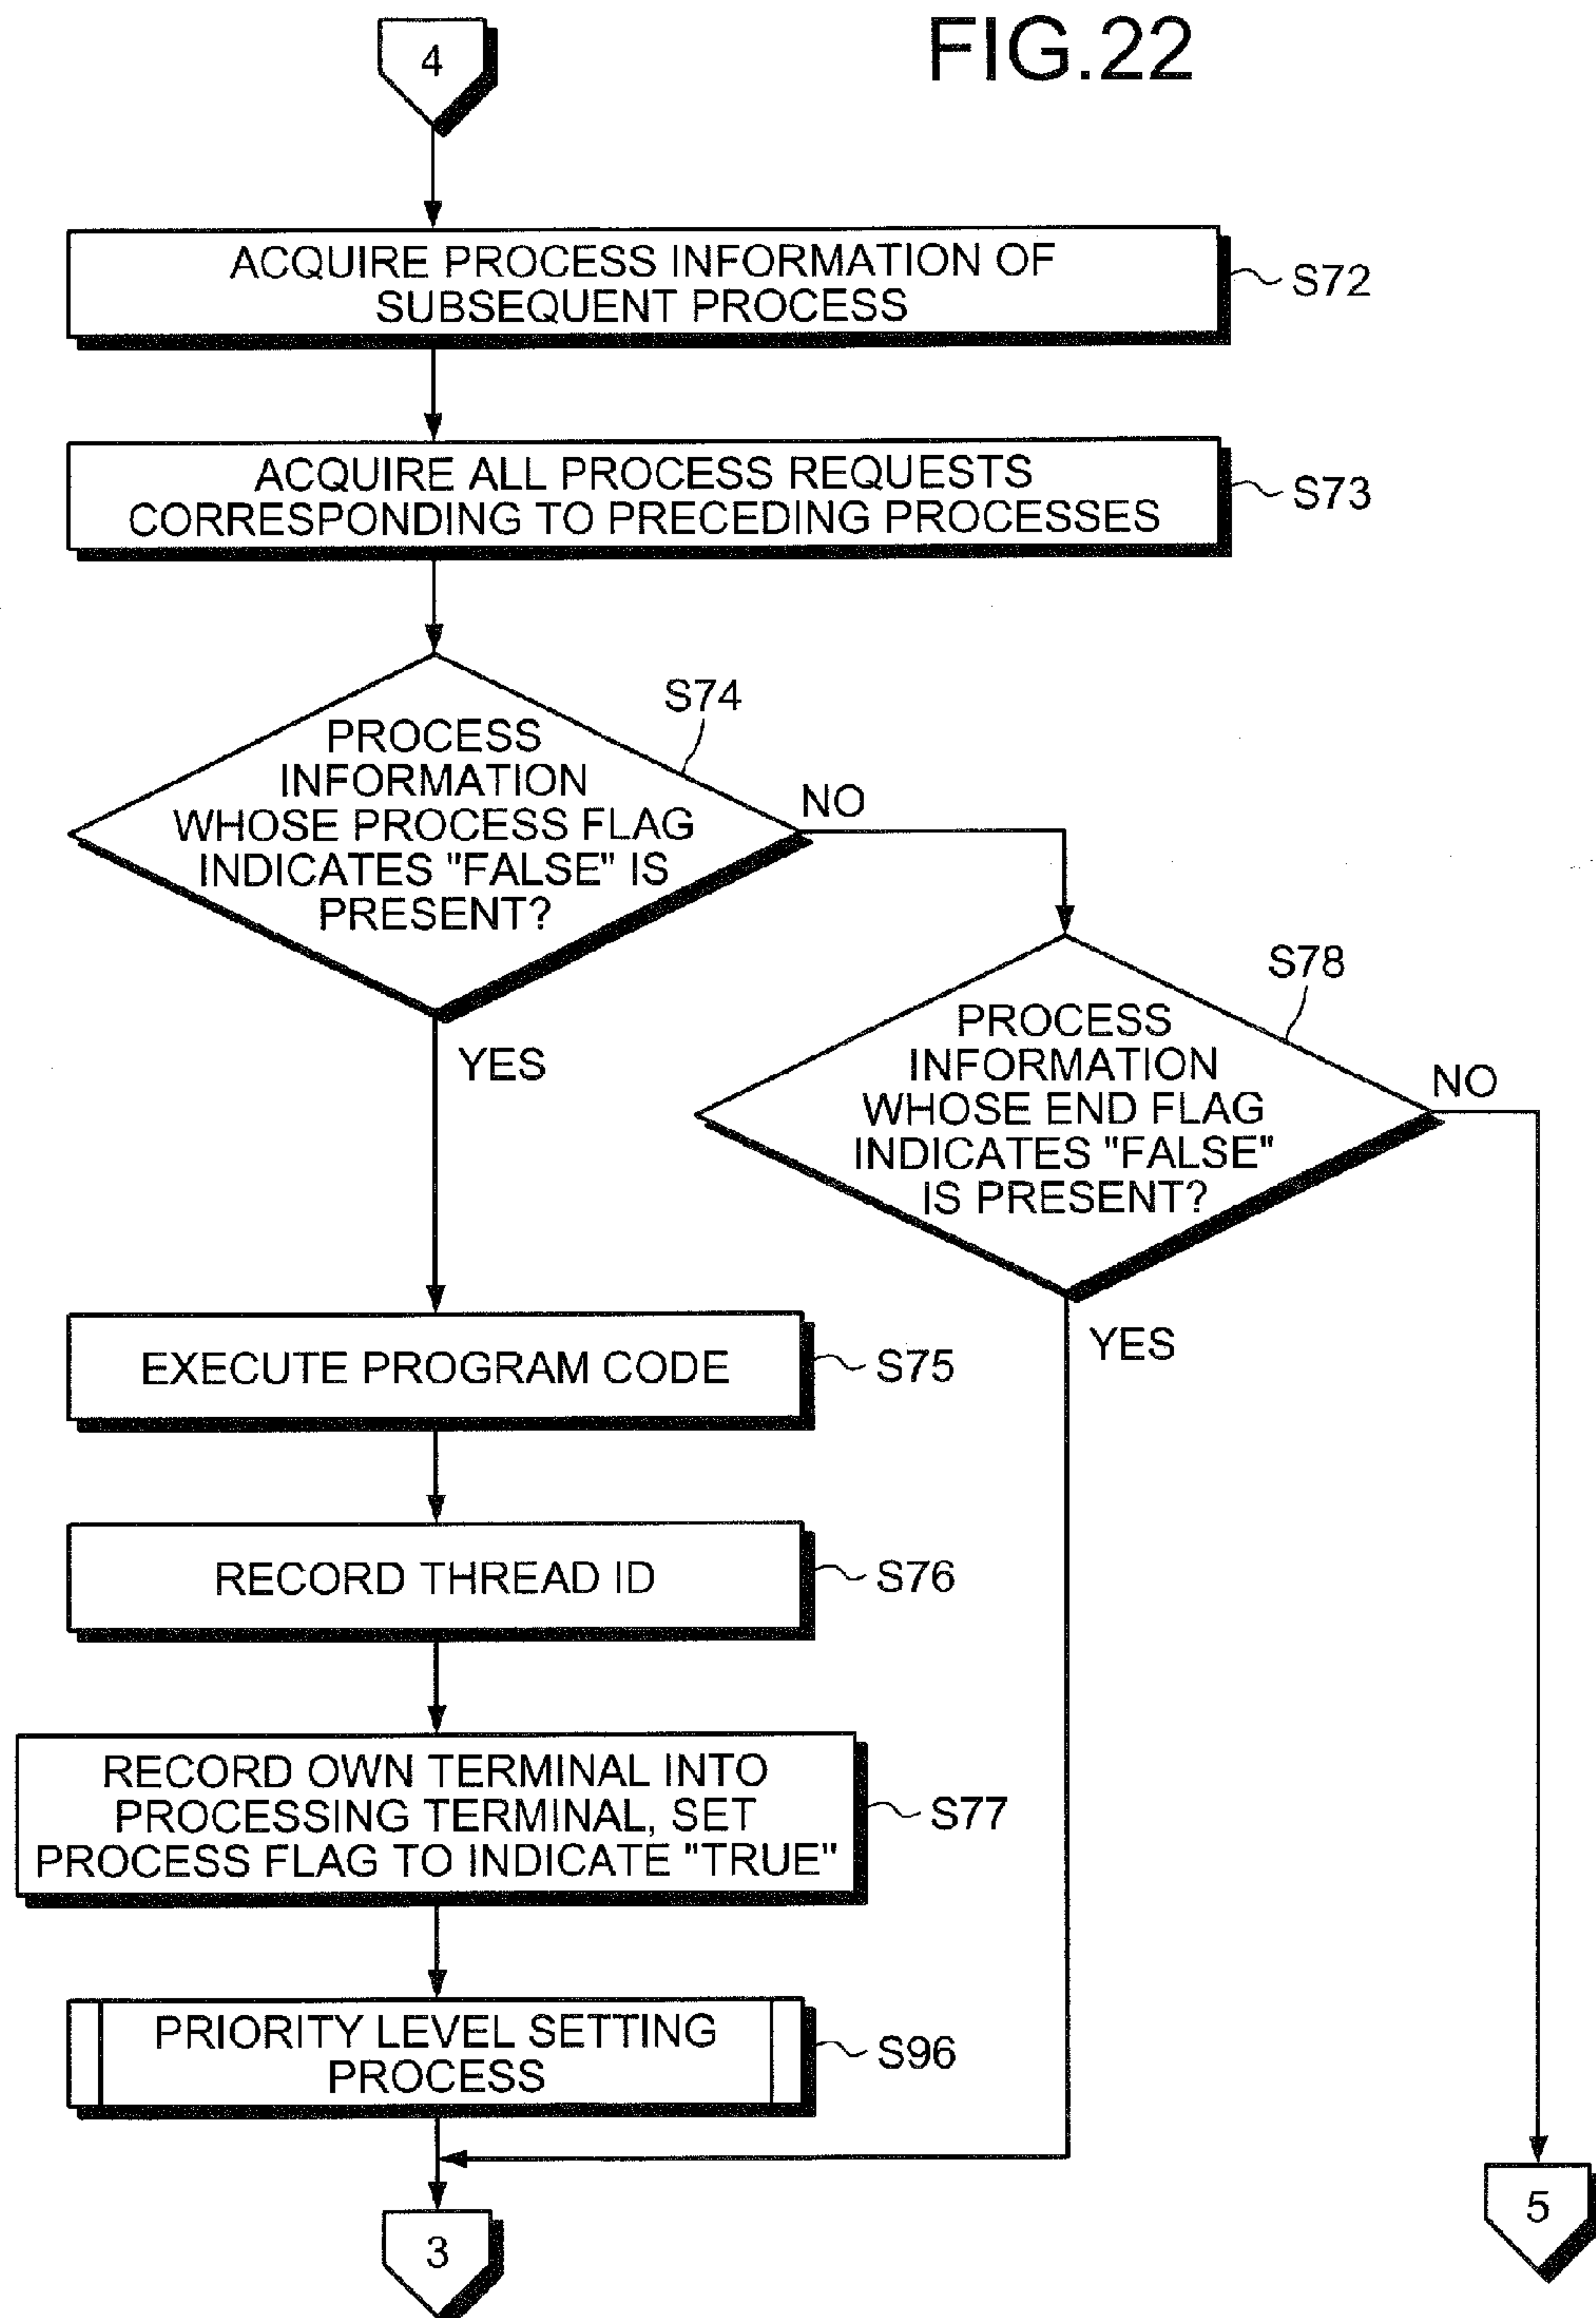 FIG.22
4
ACQUIRE PROCESS INFORMATION OF
SUBSEQUENT PROCESS
S72
ACQUIRE ALL PROCESS REQUESTS
CORRESPONDING TO PRECEDING PROCESSES
S73
S74
PROCESS
INFORMATION
WHOSE PROCESS FLAG
INDICATES "FALSE" IS
PRESENT?
NO
YES
S78
PROCESS
INFORMATION
WHOSE END FLAG
INDICATES "FALSE"
IS PRESENT?
NO
YES
EXECUTE PROGRAM CODE
S75
RECORD THREAD ID
S76
RECORD OWN TERMINAL INTO
PROCESSING TERMINAL, SET
PROCESS FLAG TO INDICATE "TRUE"
S77
PRIORITY LEVEL SETTING
PROCESS
S96
3
5